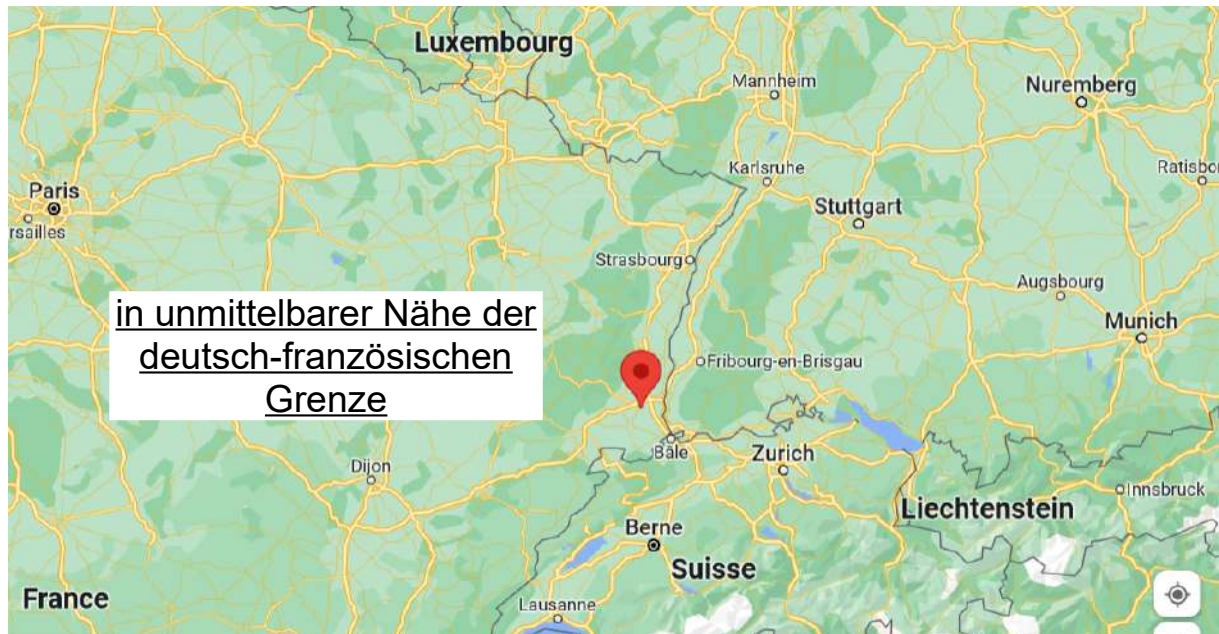 Luxembourg
Mannheim
Nuremberg
Karlsruhe
Ratisbor
Paris
rsailles
Stuttgart
Strasbourg
Augsbourg
Munich
in unmittelbarer Nähe der
deutsch-französischen
Grenze
Fribourg-en-Brisgau
Bâle
Zurich
Dijon
Innsbruck
Liechtenstein
Berne
Suisse
France
Lausanne